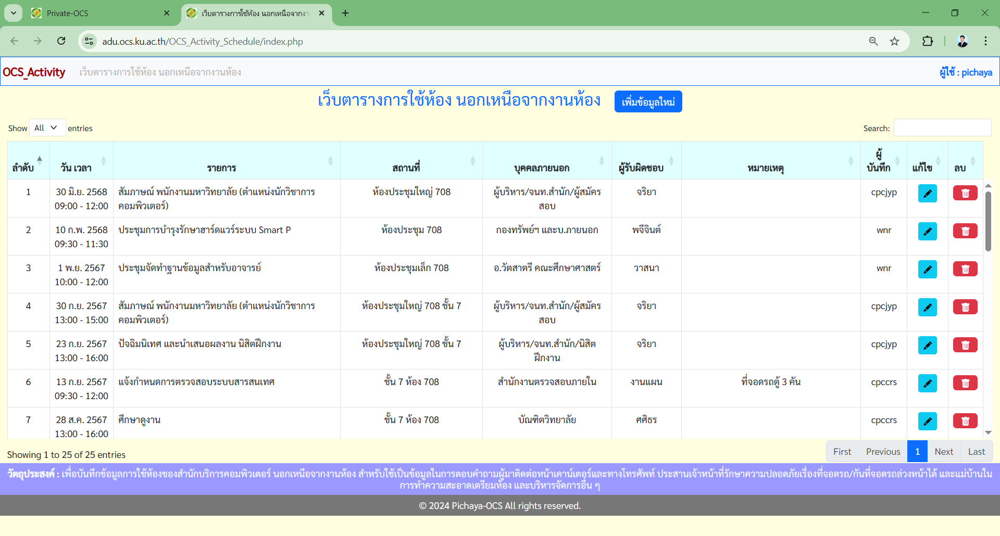 Private-OCS
เว็บตารางการใช้ห้อง นอกเหนือจากงาน
adu.ocs.ku.ac.th/OCS_Activity_Schedule/index.php
OCS_Activity เว็บตารางการใช้ห้อง นอกเหนือจากงานห้อง ผู้ใช้ : pichaya
เว็บตารางการใช้ห้อง นอกเหนือจากงานห้อง เพิ่มข้อมูลใหม่
Show All entries Search:
ลำดับ วัน เวลา รายการ สถานที่ บุคคลภายนอก ผู้รับผิดชอบ หมายเหตุ ผู้บันทึก แก้ไข ลบ
1 30 มิ.ย. 2568 สัมภาษณ์ พนักงานมหาวิทยาลัย (ตำแหน่งนักวิชาการ ห้องประชุมใหญ่ 708 ผู้บริหาร/จนท.สำนัก/ผู้สมัคร จริยา cpcjyp
09:00 - 12:00 คอมพิวเตอร์) สอบ
2 10 ก.พ. 2568 ประชุมการบำรุงรักษาฮาร์ดแวร์ระบบ Smart P ห้องประชุม 708 กองทรัพย์ฯ และบ.ภายนอก พจีจินต์ wnr
09:30 - 11:30
3 1 พ.ย. 2567 ประชุมจัดทำฐานข้อมูลสำหรับอาจารย์ ห้องประชุมเล็ก 708 อ.วัตสาตรี คณะศึกษาศาสตร์ วาสนา wnr
10:00 - 12:00
4 30 ก.ย. 2567 สัมภาษณ์ พนักงานมหาวิทยาลัย (ตำแหน่งนักวิชาการ ห้องประชุมใหญ่ 708 ชั้น 7 ผู้บริหาร/จนท.สำนัก/ผู้สมัคร จริยา cpcjyp
13:00 - 15:00 คอมพิวเตอร์) สอบ
5 23 ก.ย. 2567 ปัจฉิมนิเทศ และนำเสนอผลงาน นิสิตฝึกงาน ห้องประชุมใหญ่ 708 ชั้น 7 ผู้บริหาร/จนท.สำนัก/นิสิต จริยา cpcjyp
13:00 - 16:00 ฝึกงาน
6 13 ก.ย. 2567 แจ้งกำหนดการตรวจสอบระบบสารสนเทศ ชั้น 7 ห้อง 708 สำนักงานตรวจสอบภายใน งานแผน ที่จอดรถตู้ 3 คัน cpccrs
09:30 - 12:00
7 28 ส.ค. 2567 ศึกษาดูงาน ชั้น 7 ห้อง 708 บัณฑิตวิทยาลัย ศศิธร cpccrs
13:00 - 16:00
Showing 1 to 25 of 25 entries First Previous 1 Next Last
วัตถุประสงค์ : เพื่อบันทึกข้อมูลการใช้ห้องของสำนักบริการคอมพิวเตอร์ นอกเหนือจากงานห้อง สำหรับใช้เป็นข้อมูลในการตอบคำถามผู้มาติดต่อหน้าเคาน์เตอร์และทางโทรศัพท์ ประสานเจ้าหน้าที่รักษาความปลอดภัยเรื่องที่จอดรถ/กันที่จอดรถล่วงหน้าได้ และแม่บ้านใน
การทำความสะอาดเตรียมห้อง และบริหารจัดการอื่น ๆ
© 2024 Pichaya-OCS All rights reserved.